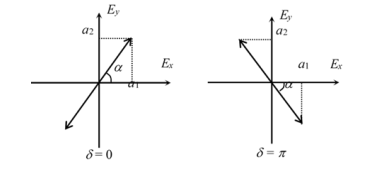 E_y
a_2
α
a_1
E_x
δ = 0
E_y
a_2
a_1
E_x
α
δ = π